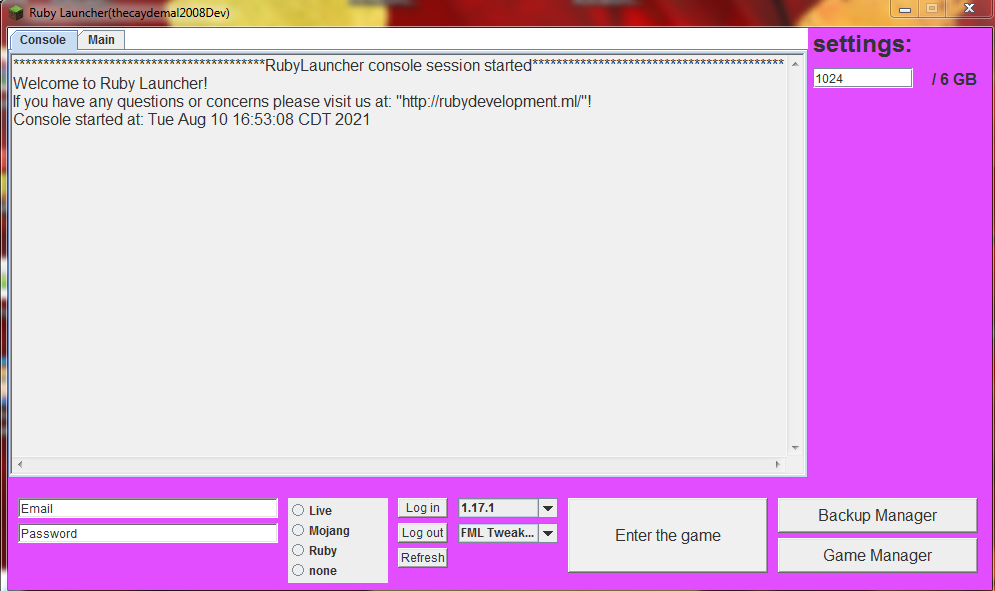 Ruby Launcher(thecaydemal2008Dev)
Console Main
******************************************RubyLauncher console session started******************************************
Welcome to Ruby Launcher!
If you have any questions or concerns please visit us at: "http://rubydevelopment.ml/"!
Console started at: Tue Aug 10 16:53:08 CDT 2021
settings:
1024 / 6 GB
Email
Password
Live
Mojang
Ruby
none
Log in
Log out
Refresh
1.17.1
FML Tweak...
Enter the game
Backup Manager
Game Manager